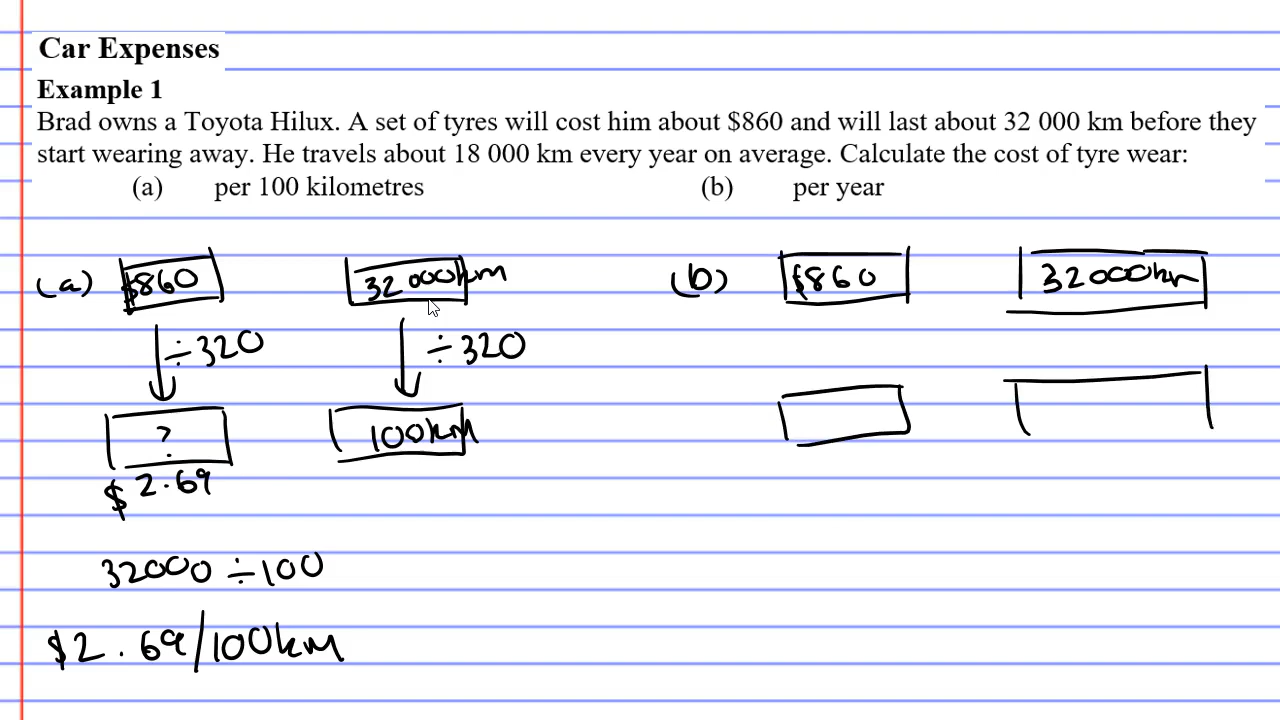 Car Expenses
Example 1
Brad owns a Toyota Hilux. A set of tyres will cost him about $860 and will last about 32 000 km before they
start wearing away. He travels about 18 000 km every year on average. Calculate the cost of tyre wear:
(a) per 100 kilometres (b) per year
(a) $860 32 000km (b) $860 32 000km
÷320 ÷320
? 100km
$2.69
32000 ÷100
$2.69/100km